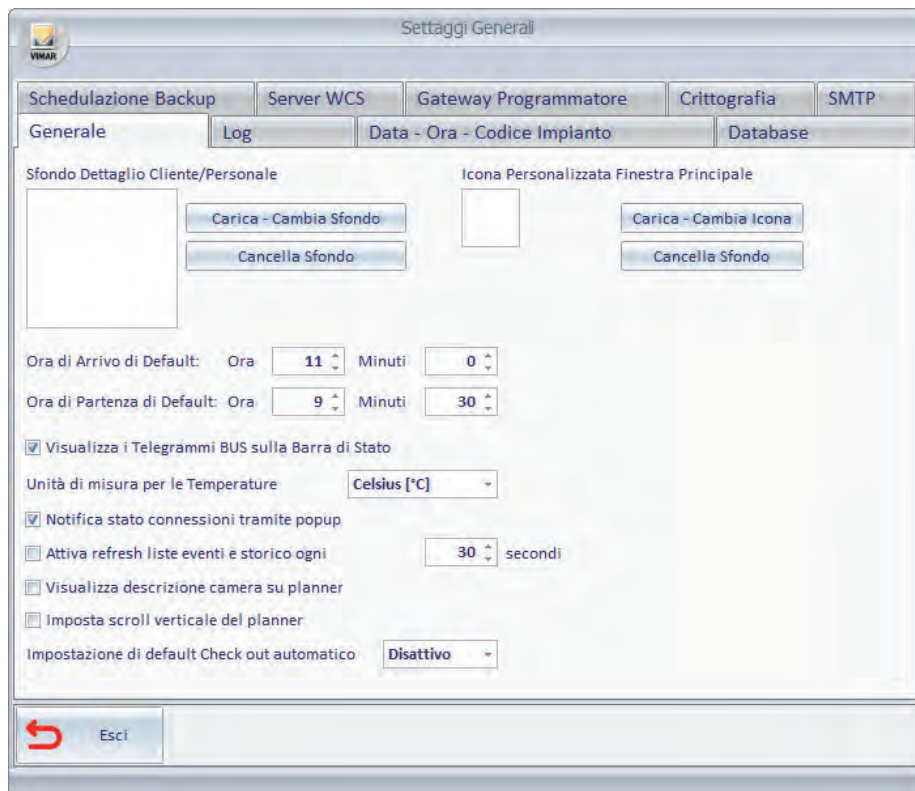 Settaggi Generali
VIMAR
Schedulazione Backup Server WCS Gateway Programmatore Crittografia SMTP
Generale Log Data - Ora - Codice Impianto Database
Sfondo Dettaglio Cliente/Personale Icona Personalizzata Finestra Principale
Carica - Cambia Sfondo Carica - Cambia Icona
Cancella Sfondo Cancella Sfondo
Ora di Arrivo di Default: Ora 11 Minuti 0
Ora di Partenza di Default: Ora 9 Minuti 30
Visualizza i Telegrammi BUS sulla Barra di Stato
Unità di misura per le Temperature Celsius [°C]
Notifica stato connessioni tramite popup
Attiva refresh liste eventi e storico ogni 30 secondi
Visualizza descrizione camera su planner
Imposta scroll verticale del planner
Impostazione di default Check out automatico Disattivo
Esci